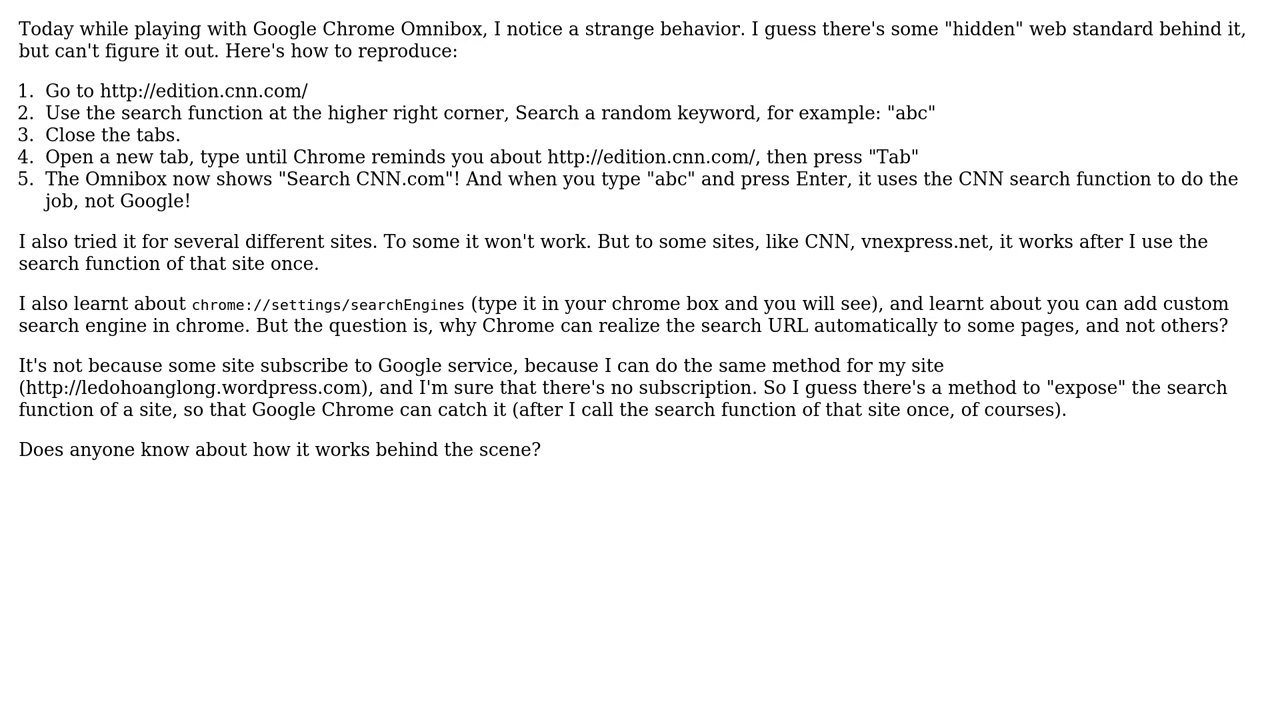 Today while playing with Google Chrome Omnibox, I notice a strange behavior. I guess there's some "hidden" web standard behind it,
but can't figure it out. Here's how to reproduce:
1. Go to http://edition.cnn.com/
2. Use the search function at the higher right corner, Search a random keyword, for example: "abc"
3. Close the tabs.
4. Open a new tab, type until Chrome reminds you about http://edition.cnn.com/, then press "Tab"
5. The Omnibox now shows "Search CNN.com"! And when you type "abc" and press Enter, it uses the CNN search function to do the
job, not Google!
I also tried it for several different sites. To some it won't work. But to some sites, like CNN, vnexpress.net, it works after I use the
search function of that site once.
I also learnt about chrome://settings/searchEngines (type it in your chrome box and you will see), and learnt about you can add custom
search engine in chrome. But the question is, why Chrome can realize the search URL automatically to some pages, and not others?
It's not because some site subscribe to Google service, because I can do the same method for my site
(http://ledohoanglong.wordpress.com), and I'm sure that there's no subscription. So I guess there's a method to "expose" the search
function of a site, so that Google Chrome can catch it (after I call the search function of that site once, of courses).
Does anyone know about how it works behind the scene?